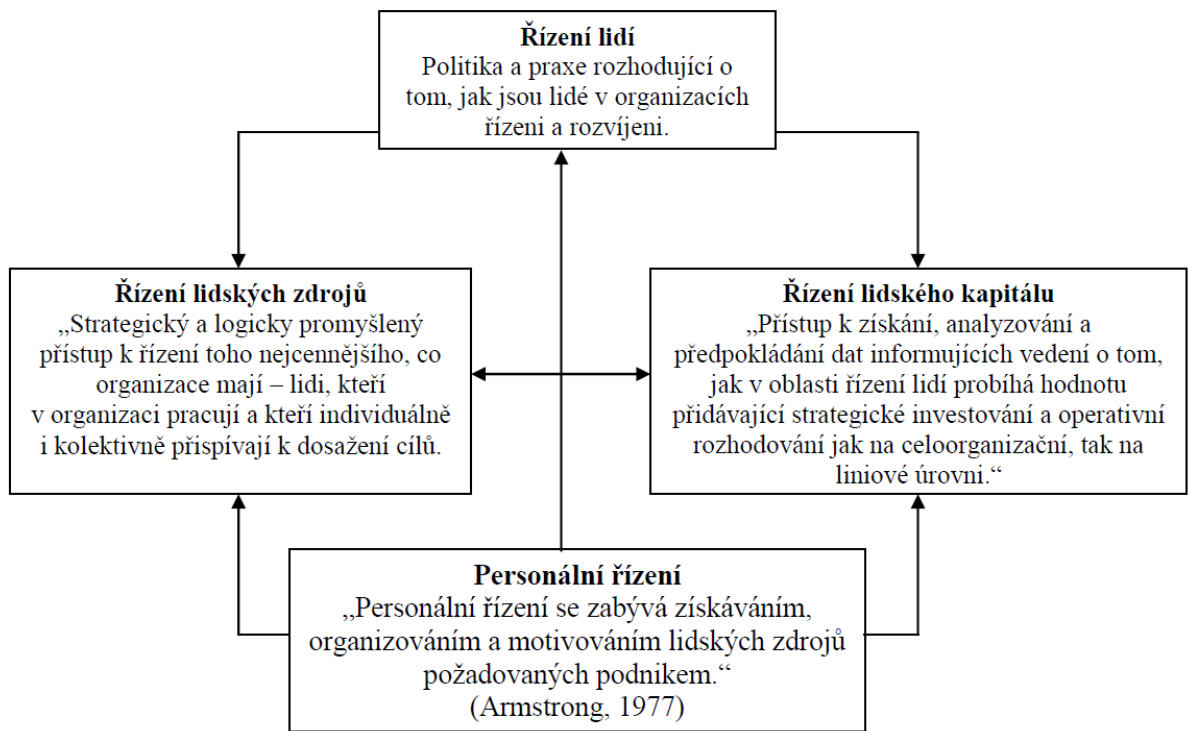 Řízení lidí
Politika a praxe rozhodující o
tom, jak jsou lidé v organizacích
řízeni a rozvíjeni.
Řízení lidských zdrojů
„Strategický a logicky promyšlený
přístup k řízení toho nejcennějšího, co
organizace mají – lidi, kteří
v organizaci pracují a kteří individuálně
i kolektivně přispívají k dosažení cílů.
Řízení lidského kapitálu
„Přístup k získání, analyzování a
předpokládání dat informujících vedení o tom,
jak v oblasti řízení lidí probíhá hodnotu
přidávající strategické investování a operativní
rozhodování jak na celoorganizační, tak na
liniové úrovni.“
Personální řízení
„Personální řízení se zabývá získáváním,
organizováním a motivováním lidských zdrojů
požadovaných podnikem.“
(Armstrong, 1977)